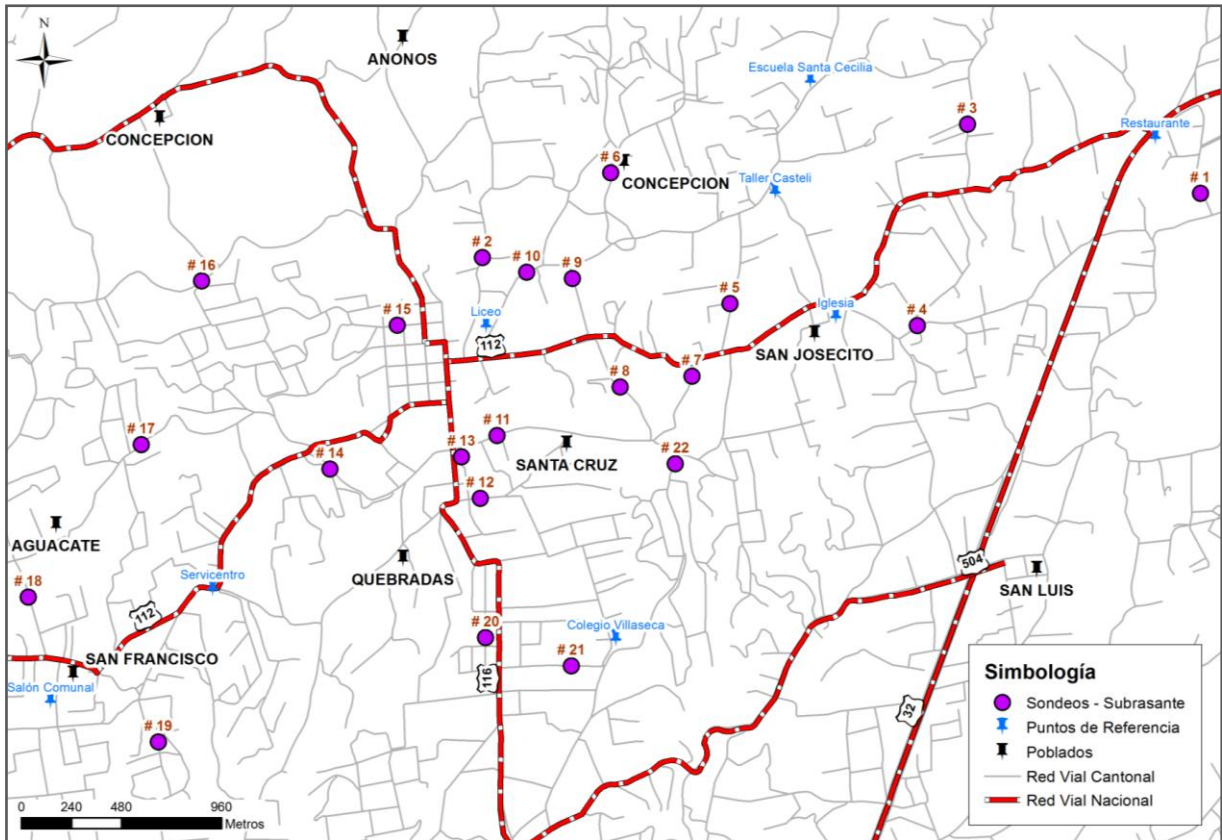 N
ANONOS
Escuela Santa Cecilia
# 3
Restaurante
CONCEPCION
# 6
CONCEPCION
Taller Casteli
# 1
# 2
# 10
# 9
# 16
# 5
Iglesia
# 4
# 15
Liceo
112
SAN JOSECITO
# 7
# 8
# 17
# 11
# 13
SANTA CRUZ
# 22
# 14
# 12
AGUACATE
QUEBRADAS
504
SAN LUIS
# 18
Servicentro
112
# 20
Colegio Villaseca
SAN FRANCISCO
# 21
116
Salón Comunal
32
# 19
Simbología
Sondeos - Subrasante
Puntos de Referencia
Poblados
Red Vial Cantonal
Red Vial Nacional
0 240 480 960
Metros